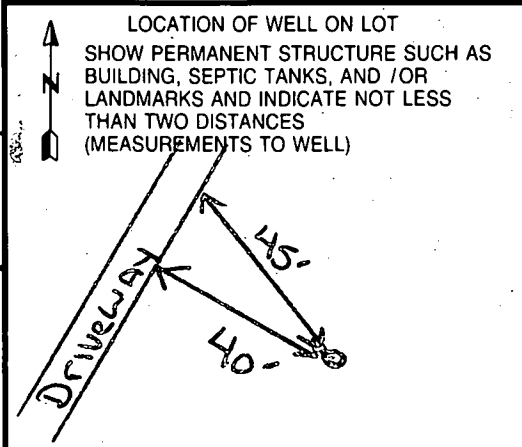 LOCATION OF WELL ON LOT
SHOW PERMANENT STRUCTURE SUCH AS
BUILDING, SEPTIC TANKS, AND /OR
LANDMARKS AND INDICATE NOT LESS
THAN TWO DISTANCES
(MEASUREMENTS TO WELL)
N
45'
Driveway
40'